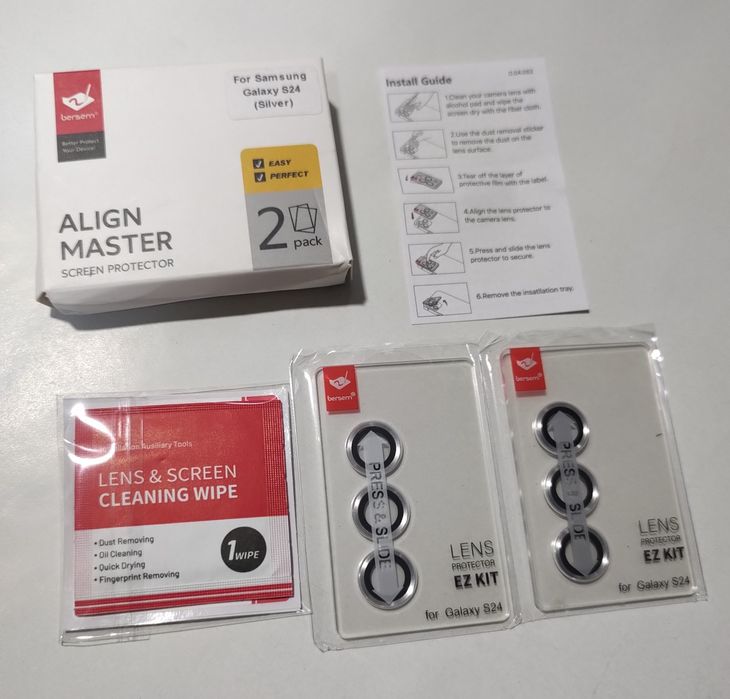 bersem®
Better Protect
Your Device!
For Samsung
Galaxy S24
(Silver)
EASY
PERFECT
2 pack
ALIGN
MASTER
SCREEN PROTECTOR
Install Guide
1.Clean your camera lens with
alcohol pad and wipe the
screen dry with the fiber cloth.
2.Use the dust removal sticker
to remove the dust on the
lens surface.
3.Tear off the layer of
protective film with the label.
4.Align the lens protector to
the camera lens.
5.Press and slide the lens
protector to secure.
6.Remove the insatllation tray.
Installation Auxiliary Tools
LENS & SCREEN
CLEANING WIPE
• Dust Removing
• Oil Cleaning
• Quick Drying
• Fingerprint Removing
1 WIPE
bersem®
PRESS & SLIDE
LENS
PROTECTOR
EZ KIT
for Galaxy S24
bersem®
PRESS & SLIDE
LENS
PROTECTOR
EZ KIT
for Galaxy S24